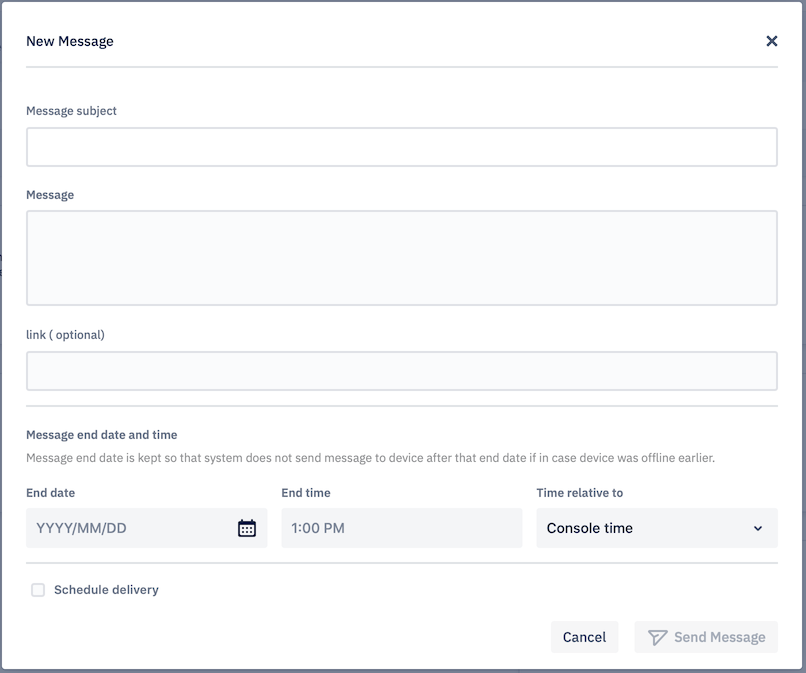 New Message
Message subject
Message
link ( optional)
Message end date and time
Message end date is kept so that system does not send message to device after that end date if in case device was offline earlier.
End date End time Time relative to
YYYY/MM/DD 1:00 PM Console time
Schedule delivery
Cancel Send Message